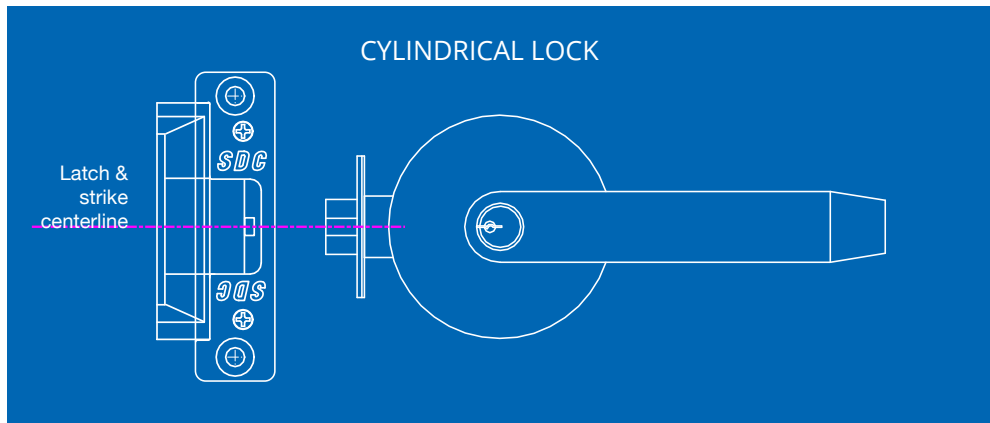 CYLINDRICAL LOCK
SDC
Latch &
strike
centerline
SDC